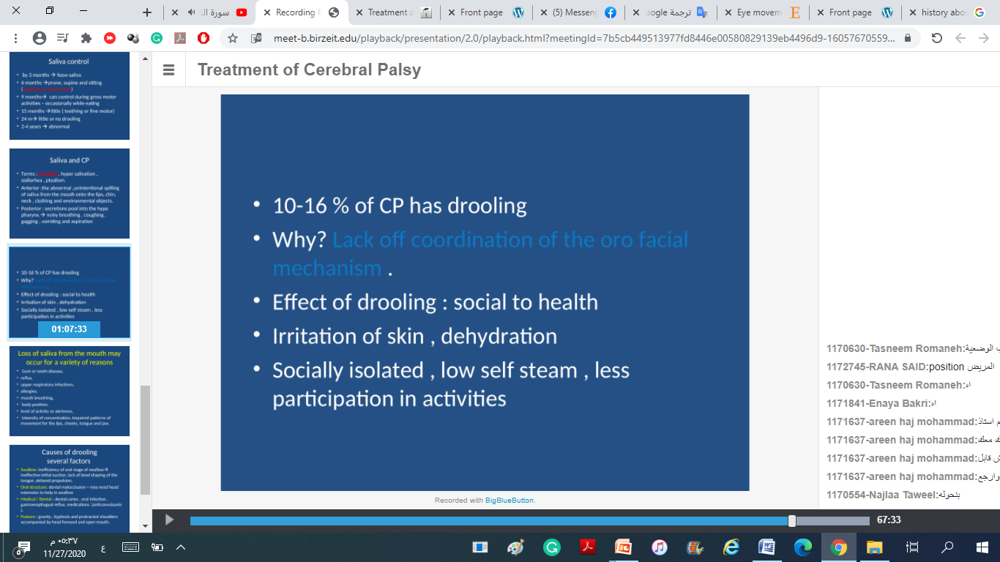 سورة الـ
Recording P
Treatment o
Front page
(5) Messeng
ترجمة
Eye movem
Front page
history abou
meet-b.birzeit.edu/playback/presentation/2.0/playback.html?meetingId=7b5cb449513977fd8446e00580829139eb4496d9-16057670559...
Saliva control
• by 3 months → feew saliva
• 6 months →prone, supine and sitting
• 9 months→ can control during gross motor
activities – occasionally while eating
• 15 months →little ( teething or fine motor)
• 24 m→ little or no drooling
• 2-4 years → abnormal
Saliva and CP
• Terms : , hyper salivation ,
siallorhea , ptyalism.
• Anterior :the abnormal ,unintentional spilling
of saliva from the mouth onto the lips, chin,
neck , clothing and environmental objects.
• Posterior : secretions pool into the hypo
pharynx.→ noisy breathing , coughing ,
gagging , vomiting and aspiration
• 10-16 % of CP has drooling
• Why? Lack off coordination of the oro facial
mechanism .
• Effect of drooling : social to health
• Irritation of skin , dehydration
• Socially isolated , low self steam , less
participation in activities
01:07:33
Loss of saliva from the mouth may
occur for a variety of reasons
• Gum or tooth disease,
• reflux,
• upper respiratory infections,
• allergies,
• mouth breathing,
• body position,
• level of activity or alertness,
• intensity of concentration, impaired patterns of
movement for the lips, cheeks, tongue and jaw.
Causes of drooling
several factors
• Swallow: inefficiency of oral stage of swallow→
ineffective initial suction, lack of bowl shaping of the
tongue ,delayed propulsion.
• Oral structure: dental malocclusion = may need head
extension to help in swallow
• Medical / Dental : dental caries , oral infection ,
gastroesophagyal reflux, medications (anticonvulsants
).
• Posture : gravity , kyphosis and protracted shoulders
accompanied by head forward and open mouth.
Treatment of Cerebral Palsy
• 10-16 % of CP has drooling
• Why? Lack off coordination of the oro facial
mechanism .
• Effect of drooling : social to health
• Irritation of skin , dehydration
• Socially isolated , low self steam , less
participation in activities
Recorded with BigBlueButton.
1170630-Tasneem Romaneh:ب الوضعية
1172745-RANA SAID:position المريض
1170630-Tasneem Romaneh:اه
1171841-Enaya Bakri:اه
1171637-areen haj mohammad:م استاذ
1171637-areen haj mohammad:ك معك
1171637-areen haj mohammad:ش قابل
1171637-areen haj mohammad:وارجع
1170554-Najlaa Taweel:بنحوله
67:33
٠٥:٣٧ م
11/27/2020
ع